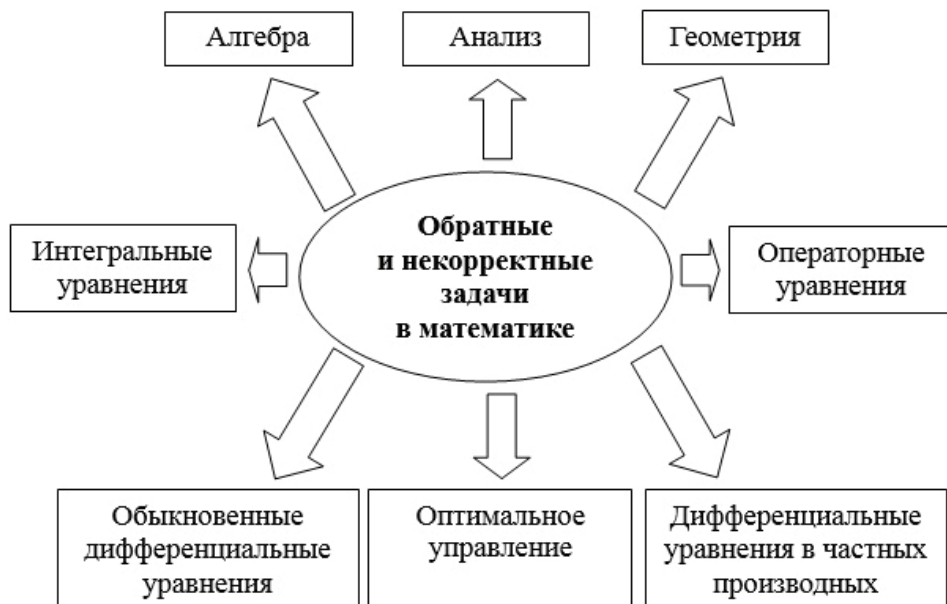 Алгебра
Анализ
Геометрия
Обратные
и некорректные
задачи
в математике
Интегральные
уравнения
Операторные
уравнения
Обыкновенные
дифференциальные
уравнения
Оптимальное
управление
Дифференциальные
уравнения в частных
производных